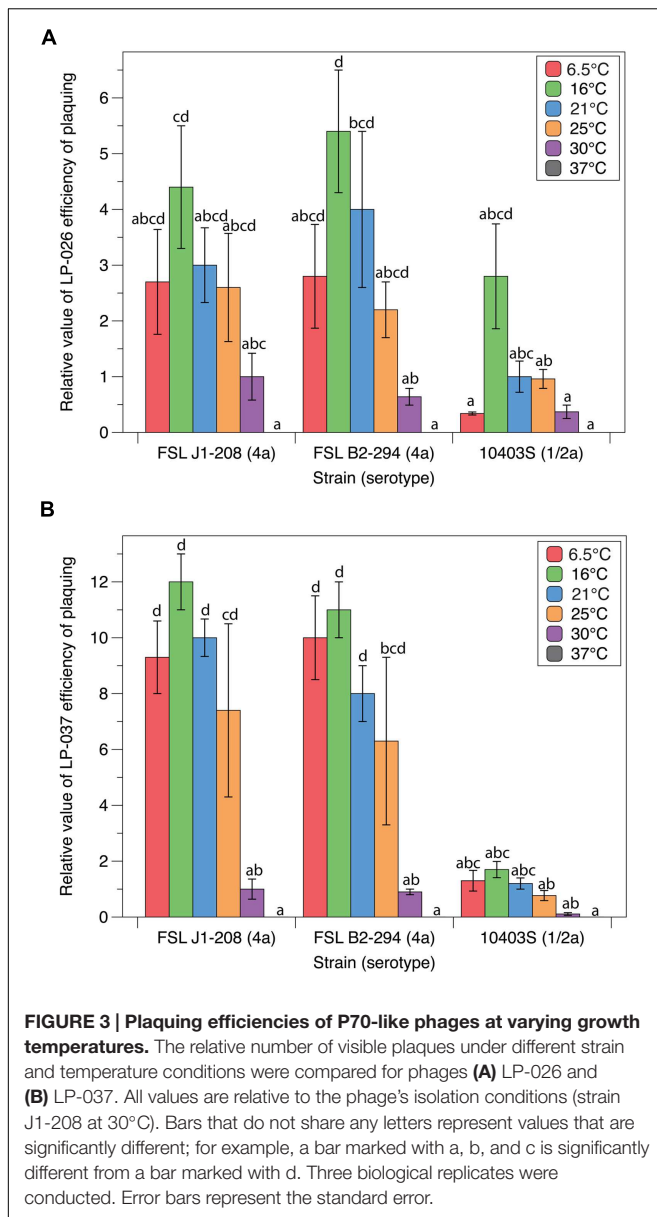 A
6.5°C
16°C
21°C
25°C
30°C
37°C
Relative value of LP-026 efficiency of plaquing
6
5
4
3
2
1
0
abcd
cd
abcd
abcd
abc
a
abcd
d
bcd
abcd
ab
a
a
abcd
abc
ab
a
a
FSL J1-208 (4a)
FSL B2-294 (4a)
10403S (1/2a)
Strain (serotype)
B
6.5°C
16°C
21°C
25°C
30°C
37°C
Relative value of LP-037 efficiency of plaquing
12
10
8
6
4
2
0
d
d
d
cd
ab
a
d
d
d
bcd
ab
a
abc
abc
abc
ab
ab
a
FSL J1-208 (4a)
FSL B2-294 (4a)
10403S (1/2a)
Strain (serotype)
FIGURE 3 | Plaquing efficiencies of P70-like phages at varying growth
temperatures. The relative number of visible plaques under different strain
and temperature conditions were compared for phages (A) LP-026 and
(B) LP-037. All values are relative to the phage's isolation conditions (strain
J1-208 at 30°C). Bars that do not share any letters represent values that are
significantly different; for example, a bar marked with a, b, and c is significantly
different from a bar marked with d. Three biological replicates were
conducted. Error bars represent the standard error.